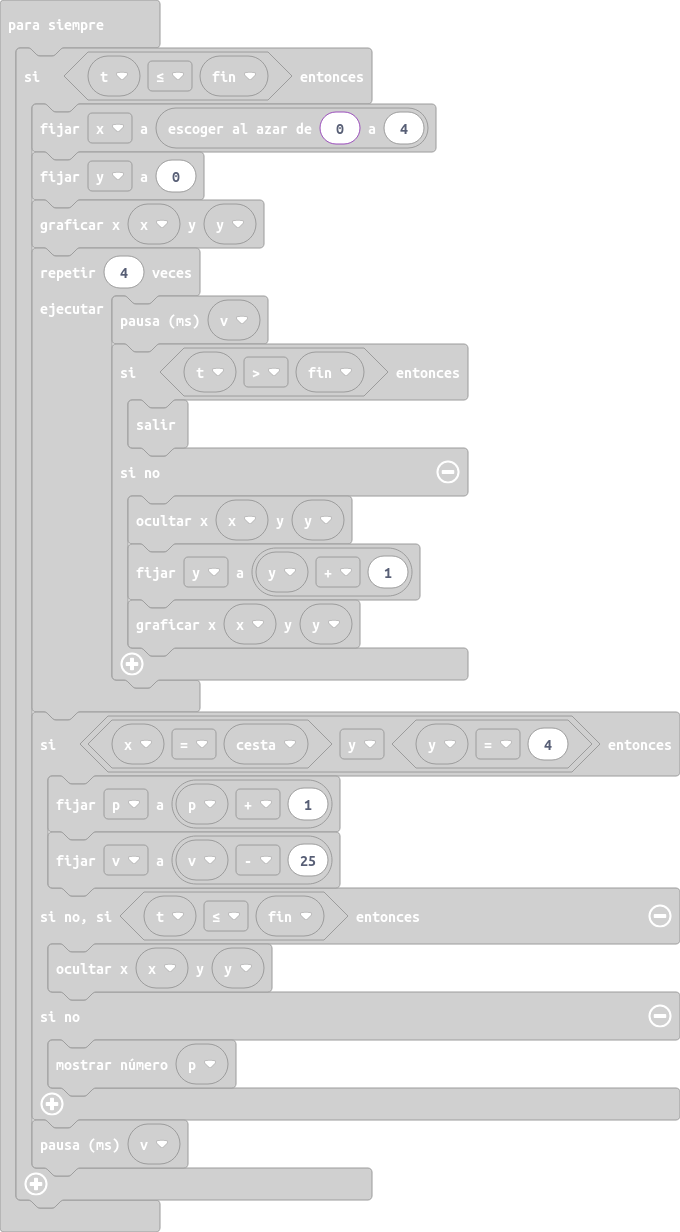 para siempre
si t ≤ fin entonces
fijar x a escoger al azar de 0 a 4
fijar y a 0
graficar x x y y
repetir 4 veces
ejecutar
pausa (ms) v
si t > fin entonces
salir
si no
ocultar x x y y
fijar y a y + 1
graficar x x y y
si x = cesta y y = 4 entonces
fijar p a p + 1
fijar v a v - 25
si no, si t ≤ fin entonces
ocultar x x y y
si no
mostrar número p
pausa (ms) v